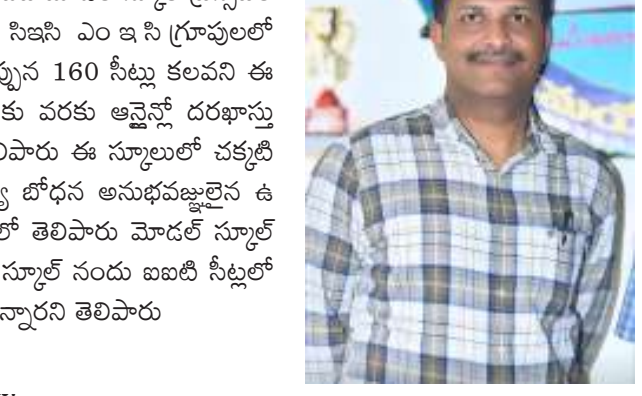 సిఇసి ఎం ఇ సి గ్రూపులలో
ప్పున 160 సీట్లు కలవని ఈ
కు వరకు ఆన్లైన్లో దరఖాస్తు
పారు ఈ స్కూలులో చక్కటి
బోధన అనుభవజ్ఞులైన ఉ
లో తెలిపారు మోడల్ స్కూల్
స్కూల్ నందు ఐఐటి సీట్లలో
న్నారని తెలిపారు